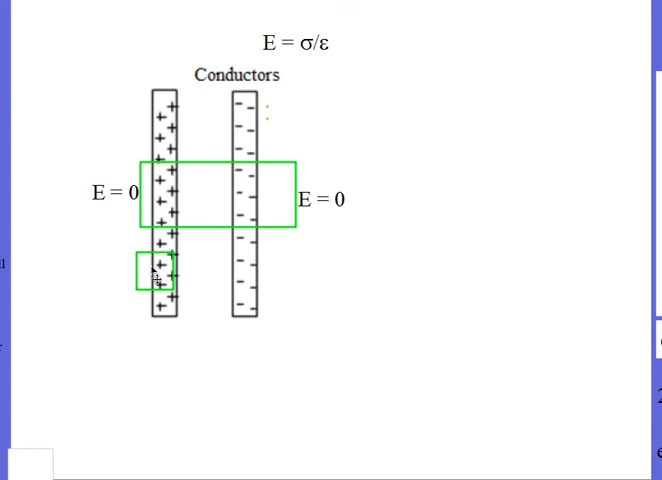 E = σ/ε
Conductors
E = 0
E = 0